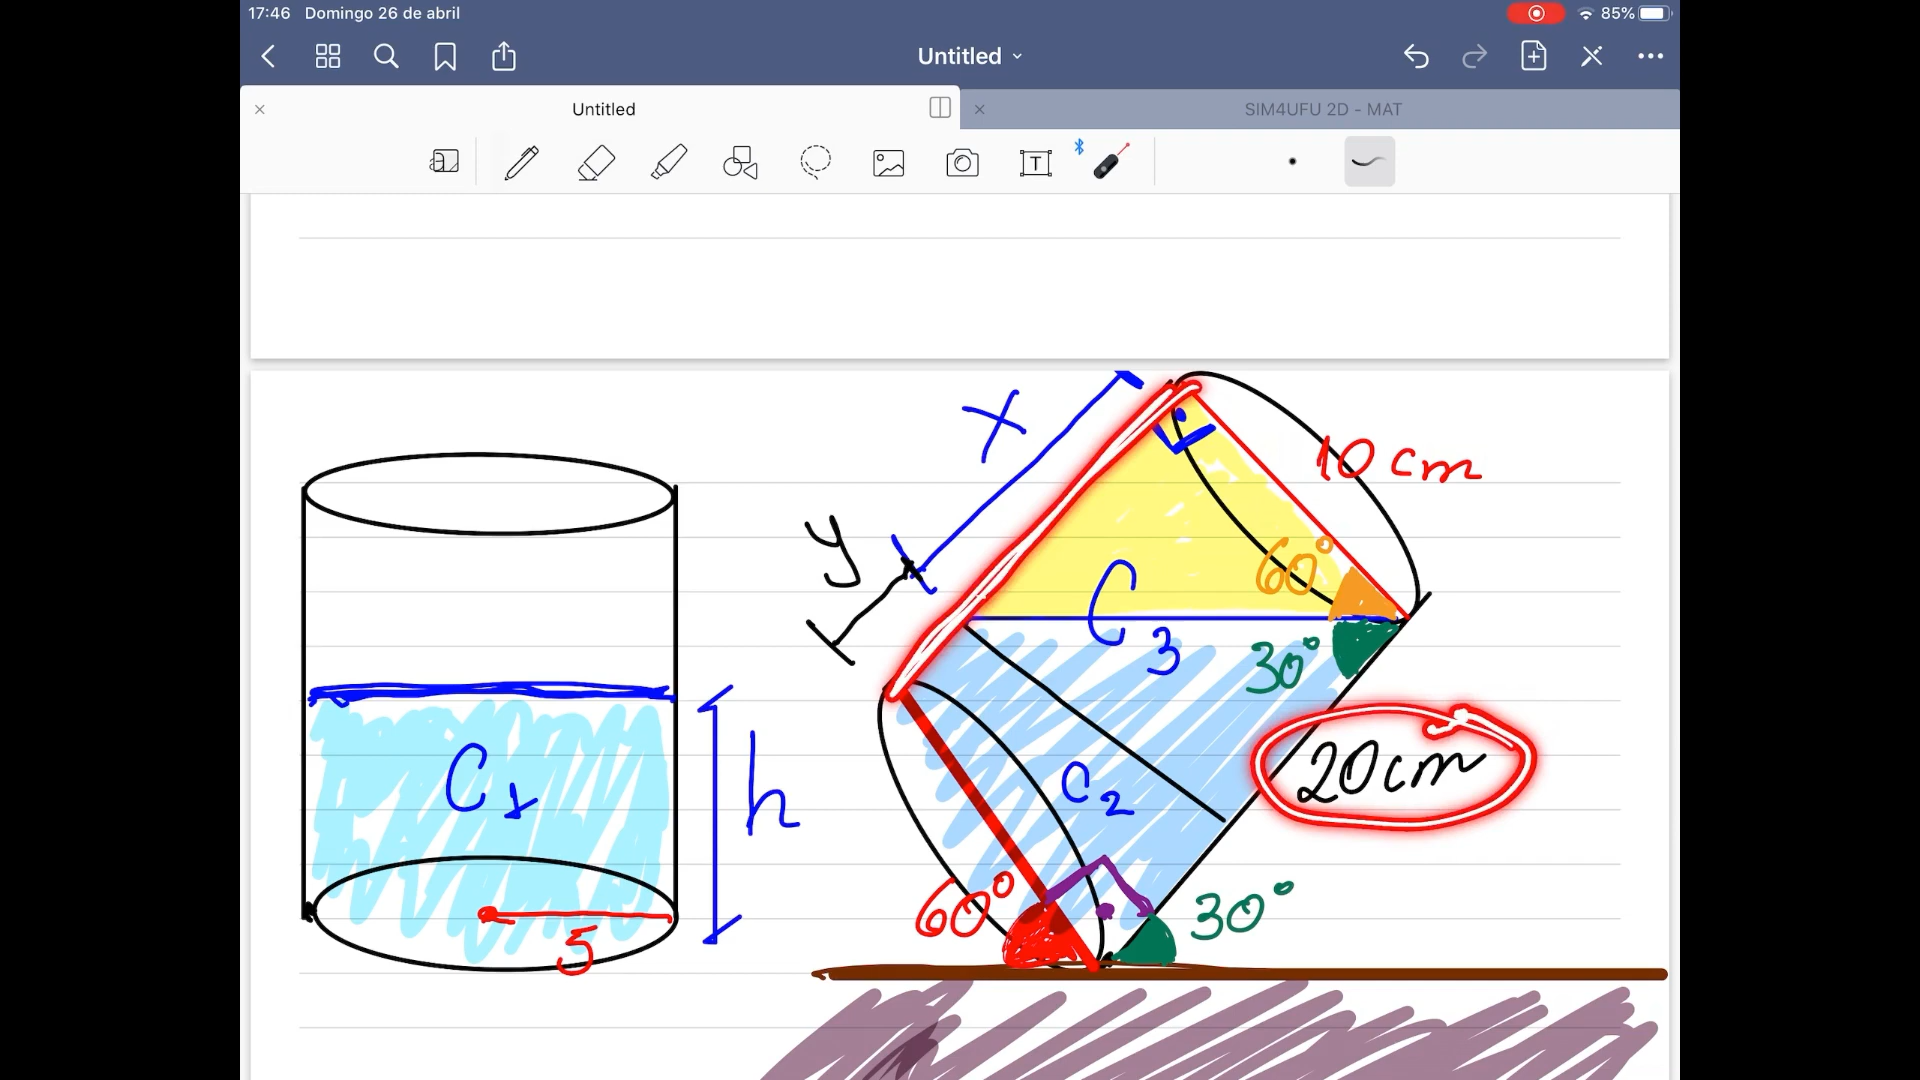 17:46 Domingo 26 de abril
85%
Untitled
Untitled
SIM4UFU 2D - MAT
T
x
10 cm
y
60°
C3
30°
20cm
C1
h
C2
60°
30°
5